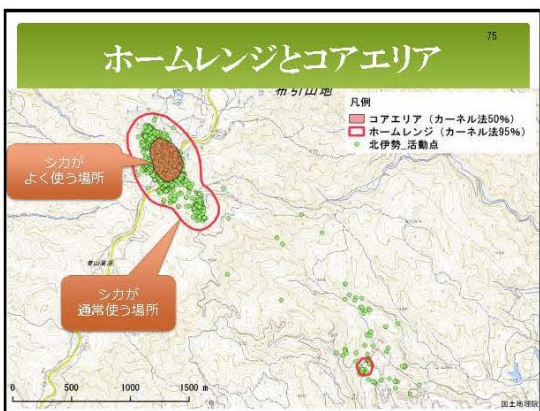 75
ホームレンジとコアエリア
布引山地
凡例
コアエリア（カーネル法50%）
ホームレンジ（カーネル法95%）
北伊勢_活動点
シカが
よく使う場所
青山高原
シカが
通常使う場所
0 500 1000 1500 m
国土地理院